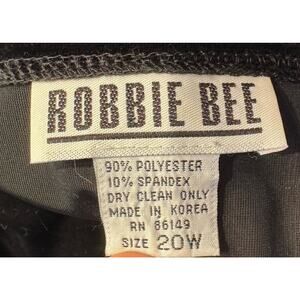 ROBBIE BEE
90% POLYESTER
10% SPANDEX
DRY CLEAN ONLY
MADE IN KOREA
RN 86149
SIZE 20W